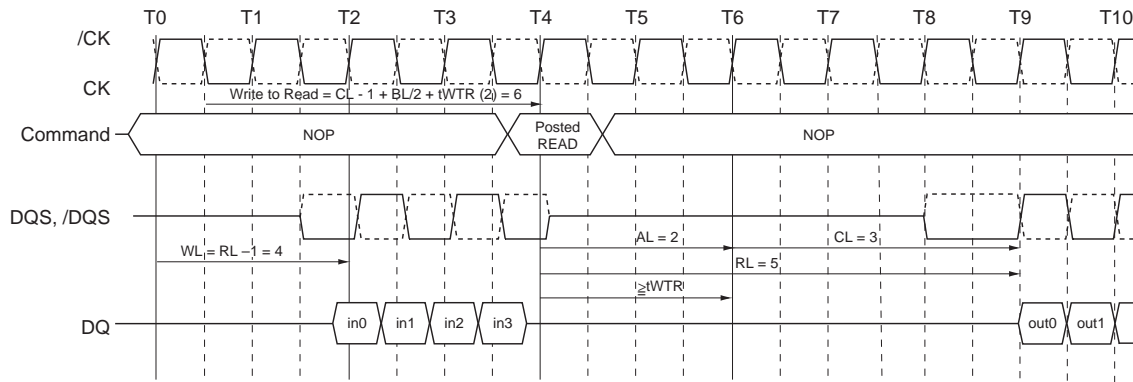 T0 T1 T2 T3 T4 T5 T6 T7 T8 T9 T10
/CK
CK
Write to Read = CL - 1 + BL/2 + tWTR (2) = 6
Command NOP Posted READ NOP
DQS, /DQS
AL = 2 CL = 3
WL = RL −1 = 4
RL = 5
≧tWTR
DQ in0 in1 in2 in3 out0 out1